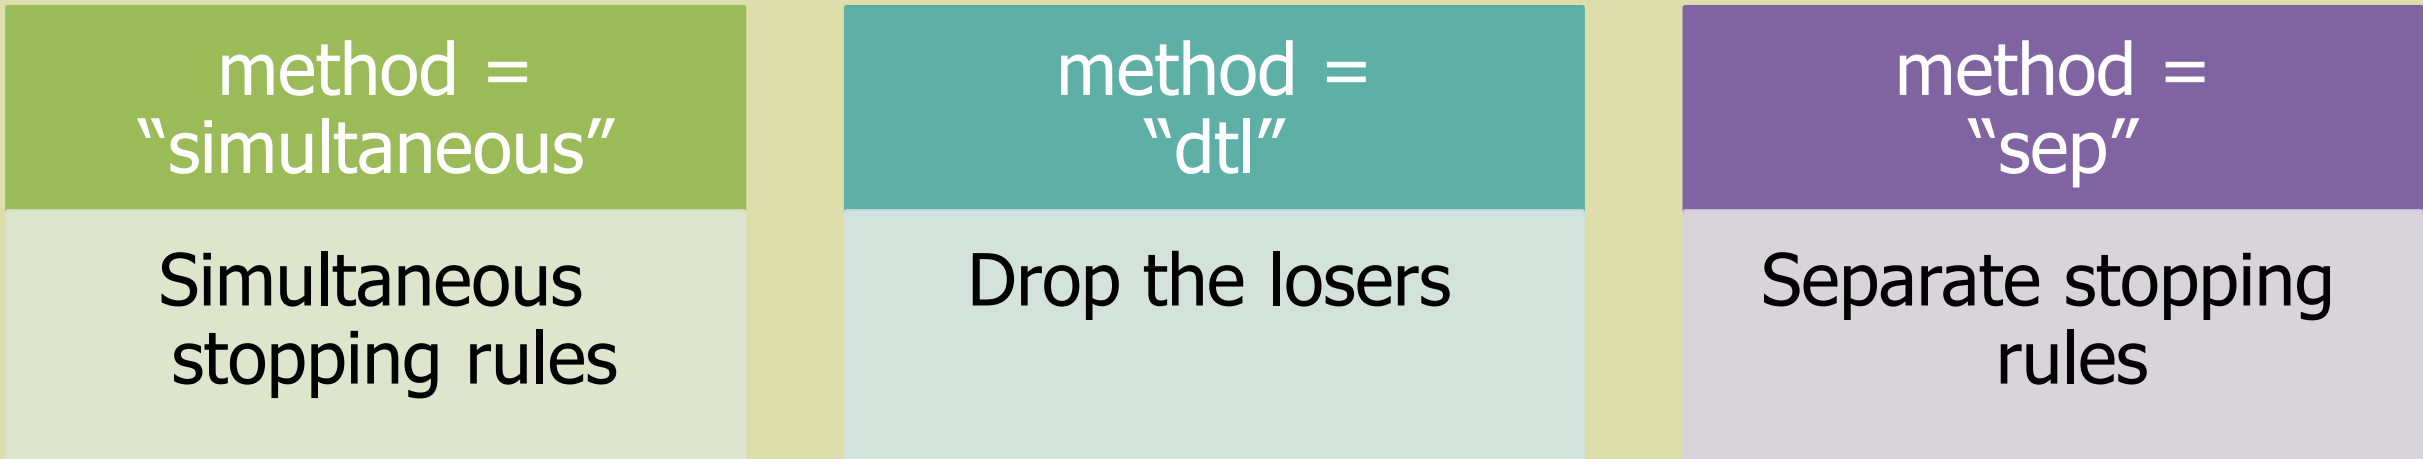 method =
“simultaneous”
Simultaneous
stopping rules
method =
“dtl”
Drop the losers
method =
“sep”
Separate stopping
rules